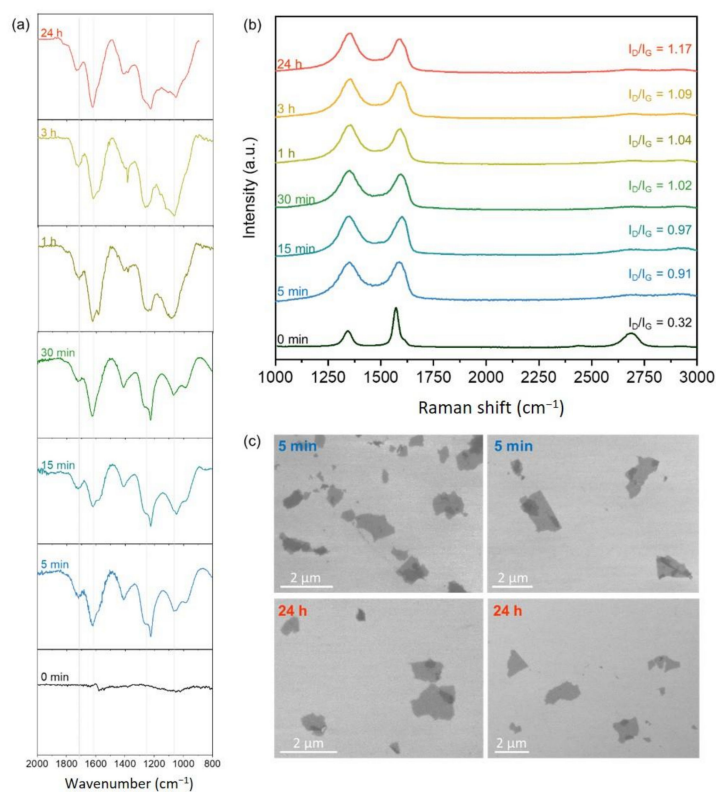 (a)
24 h
3 h
1 h
30 min
15 min
5 min
0 min
2000 1800 1600 1400 1200 1000 800
Wavenumber (cm⁻¹)
(b)
Intensity (a.u.)
24 h I_D/I_G = 1.17
3 h I_D/I_G = 1.09
1 h I_D/I_G = 1.04
30 min I_D/I_G = 1.02
15 min I_D/I_G = 0.97
5 min I_D/I_G = 0.91
0 min I_D/I_G = 0.32
1000 1250 1500 1750 2000 2250 2500 2750 3000
Raman shift (cm⁻¹)
(c)
5 min
2 μm
5 min
2 μm
24 h
2 μm
24 h
2 μm